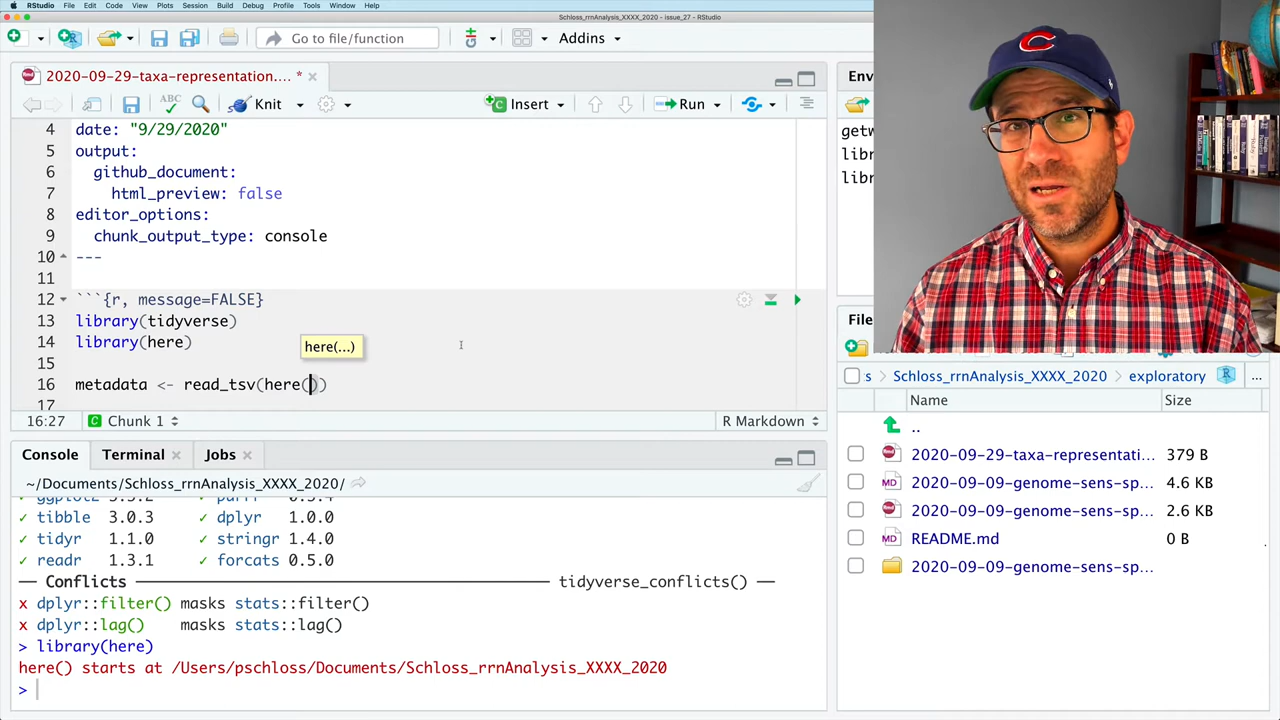 RStudio File Edit Code View Plots Session Build Debug Profile Tools Window Help
Schloss_rrnAnalysis_XXXX_2020 - issue_27 - RStudio
Go to file/function Addins
2020-09-29-taxa-representation.... *
Knit Insert Run
4 date: "9/29/2020"
5 output:
6 github_document:
7 html_preview: false
8 editor_options:
9 chunk_output_type: console
10 ---
11
12 ```{r, message=FALSE}
13 library(tidyverse)
14 library(here)
here(...)
15
16 metadata <- read_tsv(here())
17
16:27 Chunk 1 R Markdown
Console Terminal Jobs
~/Documents/Schloss_rrnAnalysis_XXXX_2020/
✓ ggplot2 3.3.2 ✓ purrr 0.3.4
✓ tibble 3.0.3 ✓ dplyr 1.0.0
✓ tidyr 1.1.0 ✓ stringr 1.4.0
✓ readr 1.3.1 ✓ forcats 0.5.0
— Conflicts ——— tidyverse_conflicts() —
x dplyr::filter() masks stats::filter()
x dplyr::lag() masks stats::lag()
> library(here)
here() starts at /Users/pschloss/Documents/Schloss_rrnAnalysis_XXXX_2020
>
Env
getw
libr
libr
C
File
s Schloss_rrnAnalysis_XXXX_2020 exploratory ...
Name Size
..
2020-09-29-taxa-representati... 379 B
2020-09-09-genome-sens-sp... 4.6 KB
2020-09-09-genome-sens-sp... 2.6 KB
README.md 0 B
2020-09-09-genome-sens-sp...